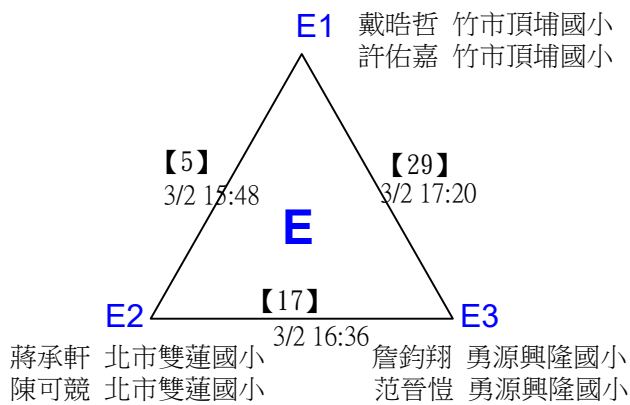 E1
戴晧哲 竹市頂埔國小
許佑嘉 竹市頂埔國小
【5】
3/2 15:48
【29】
3/2 17:20
E
【17】
3/2 16:36
E2
E3
蔣承軒 北市雙蓮國小
陳可競 北市雙蓮國小
詹鈞翔 勇源興隆國小
范晉愷 勇源興隆國小